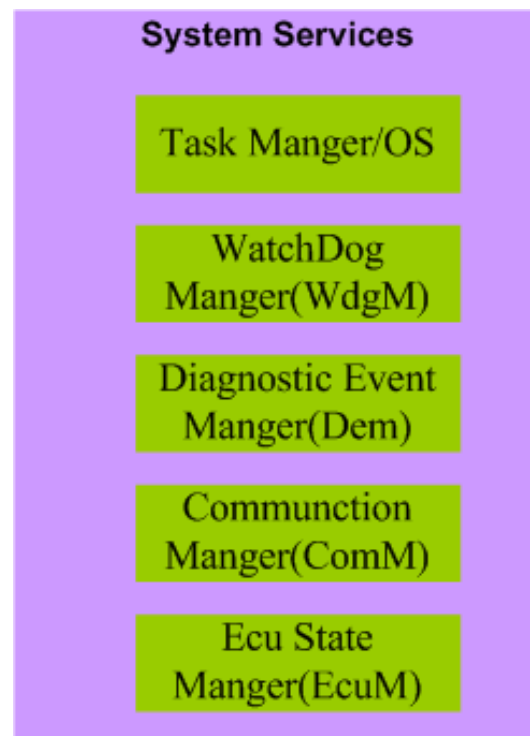 System Services
Task Manger/OS
WatchDog
Manger(WdgM)
Diagnostic Event
Manger(Dem)
Communction
Manger(ComM)
Ecu State
Manger(EcuM)